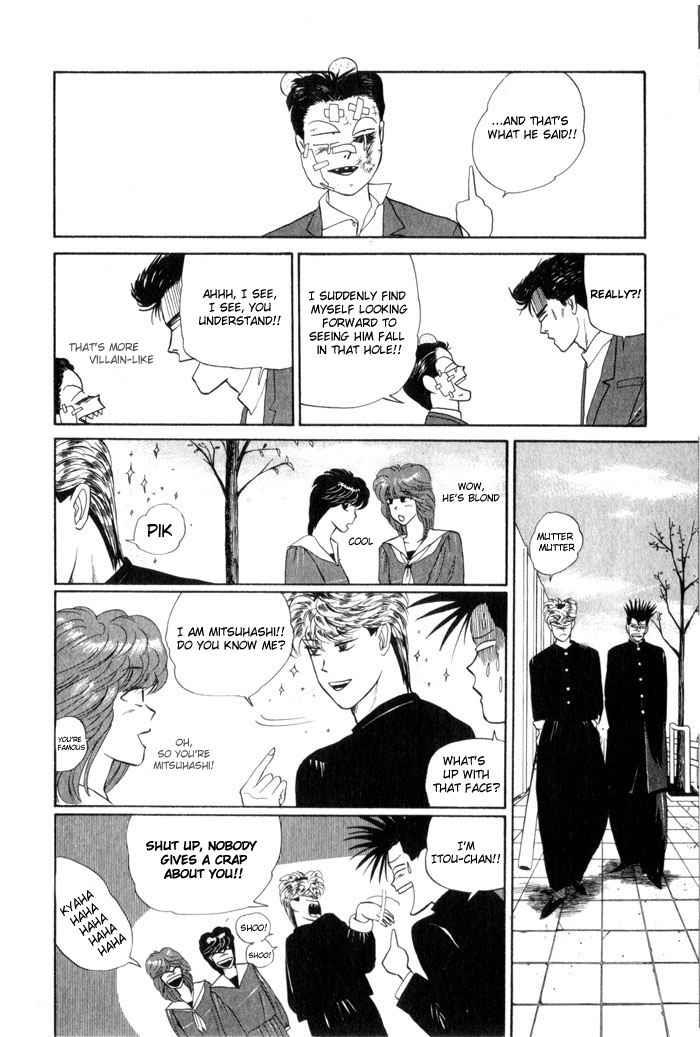 ...AND THAT'S
WHAT HE SAID!!
AHHH, I SEE,
I SEE, YOU
UNDERSTAND!!
THAT'S MORE
VILLAIN-LIKE
I SUDDENLY FIND
MYSELF LOOKING
FORWARD TO
SEEING HIM FALL
IN THAT HOLE!!
REALLY?!
PIK
COOL
WOW,
HE'S BLOND
MUTTER
MUTTER
I AM MITSUHASHI!!
DO YOU KNOW ME?
YOU'RE
FAMOUS
OH,
SO YOU'RE
MITSUHASHI!
WHAT'S
UP WITH
THAT FACE?
SHUT UP, NOBODY
GIVES A CRAP
ABOUT YOU!!
I'M
ITOU-CHAN!!
KYAHA
HAHA
HAHA
HAHA
HAHA
SHOO!
SHOO!